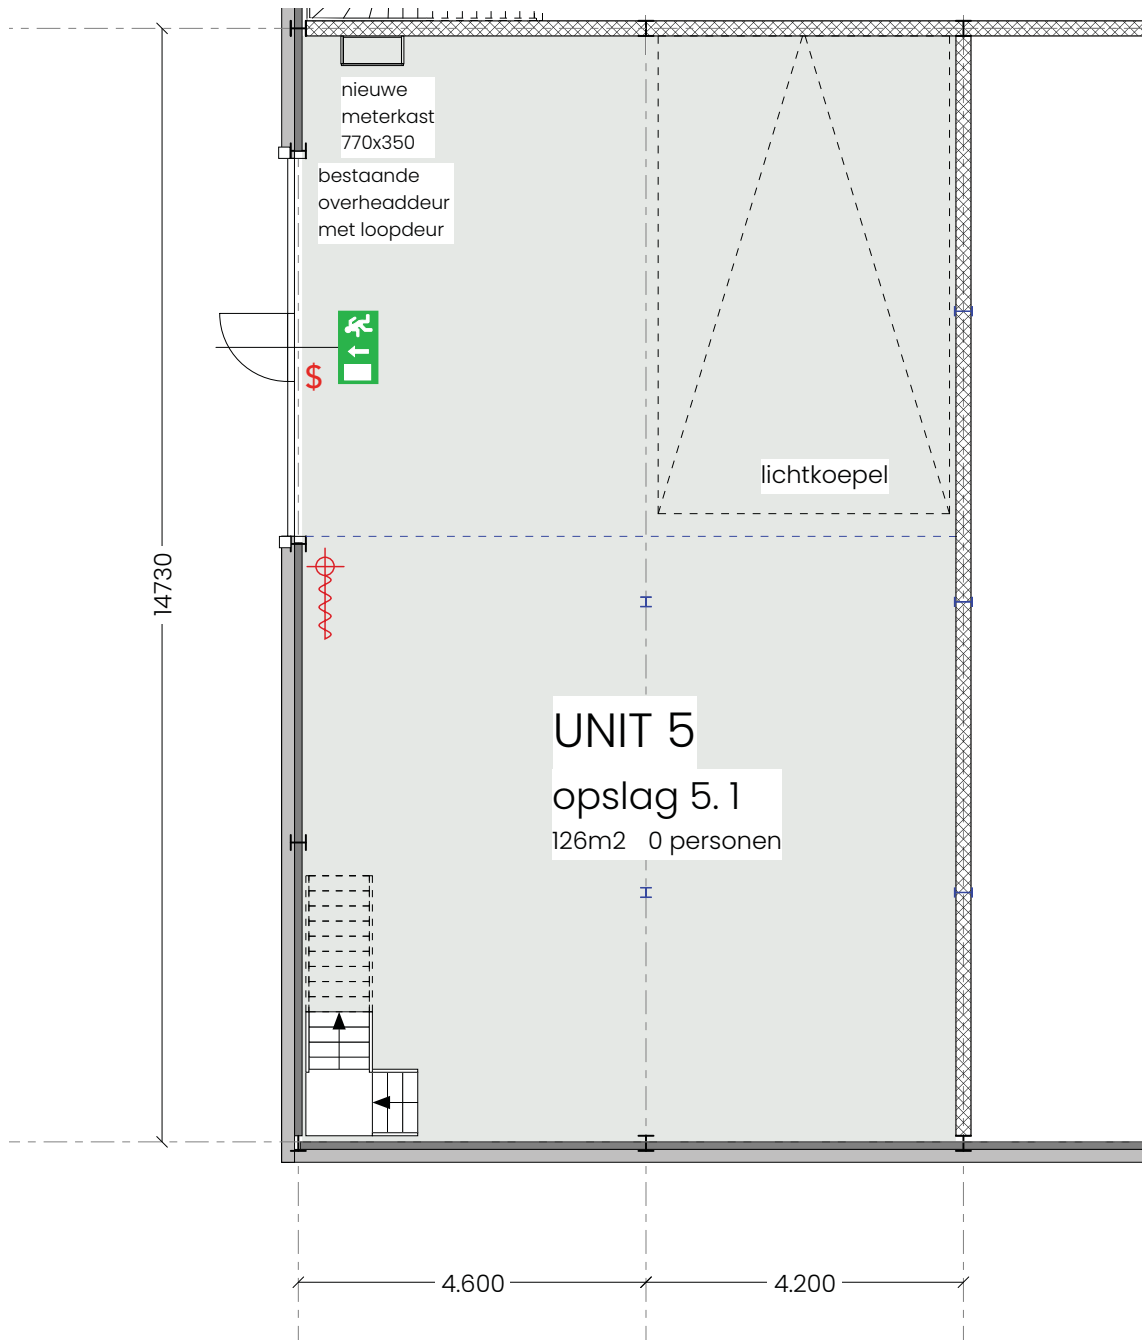 nieuwe
meterkast
770x350
bestaande
overheaddeur
met loopdeur
$
lichtkoepel
14730
UNIT 5
opslag 5.1
126m2 0 personen
4.600
4.200